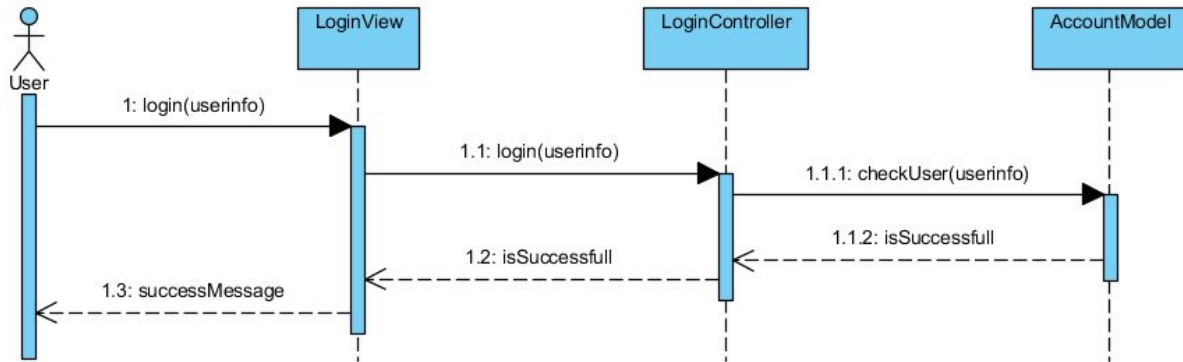 LoginView
LoginController
AccountModel
User
1: login(userinfo)
1.1: login(userinfo)
1.1.1: checkUser(userinfo)
1.1.2: isSuccessfull
1.2: isSuccessfull
1.3: successMessage